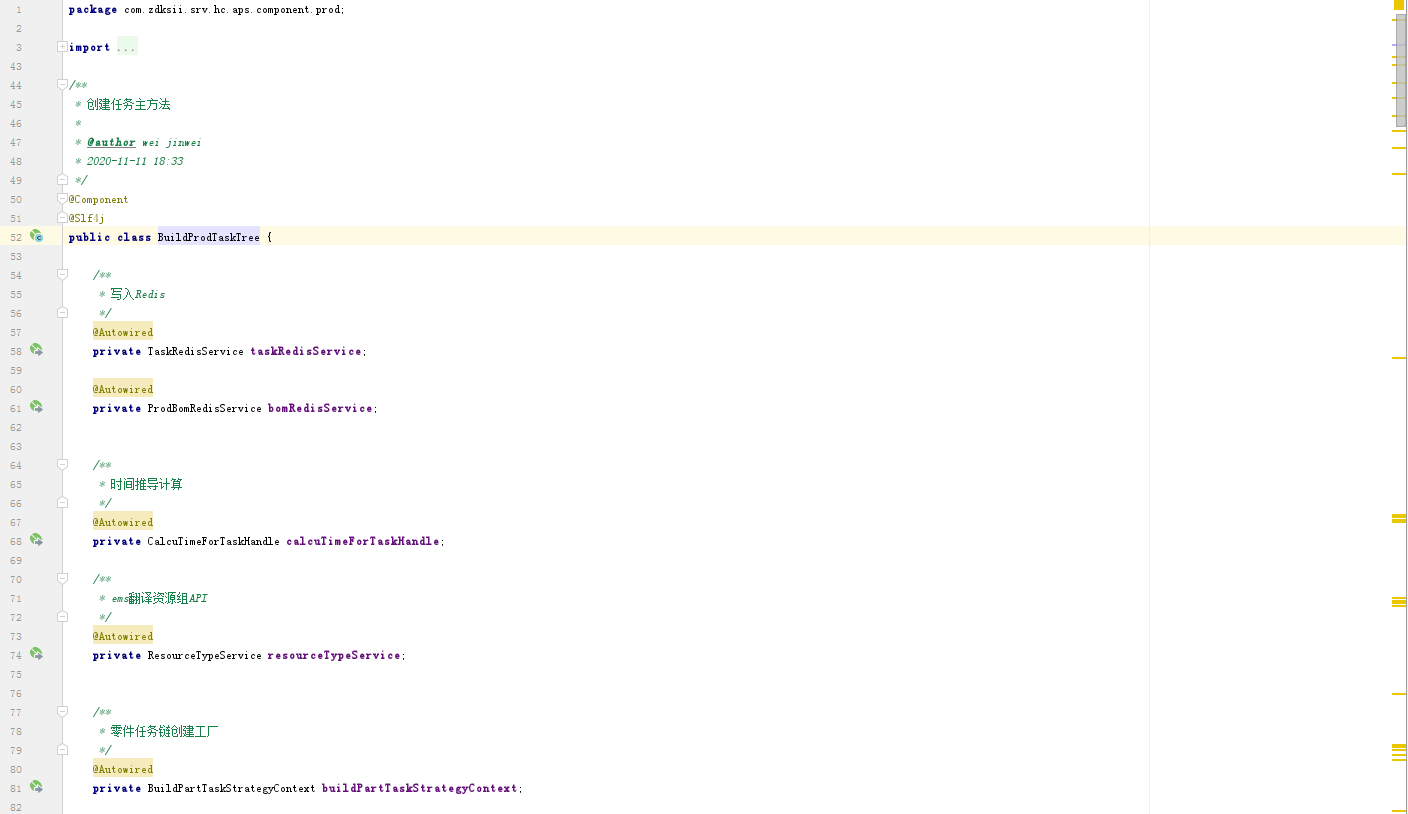 1 package com.zdksii.srv.hc.aps.component.prod;
2
3 import ...
43
44 /**
45 * 创建任务主方法
46 *
47 * @author wei jinwei
48 * 2020-11-11 18:33
49 */
50 @Component
51 @Slf4j
52 public class BuildProdTaskTree {
53
54 /**
55 * 写入Redis
56 */
57 @Autowired
58 private TaskRedisService taskRedisService;
59
60 @Autowired
61 private ProdBomRedisService bomRedisService;
62
63
64 /**
65 * 时间推导计算
66 */
67 @Autowired
68 private CalcuTimeForTaskHandle calcuTimeForTaskHandle;
69
70 /**
71 * ems翻译资源组API
72 */
73 @Autowired
74 private ResourceTypeService resourceTypeService;
75
76
77 /**
78 * 零件任务链创建工厂
79 */
80 @Autowired
81 private BuildPartTaskStrategyContext buildPartTaskStrategyContext;
82